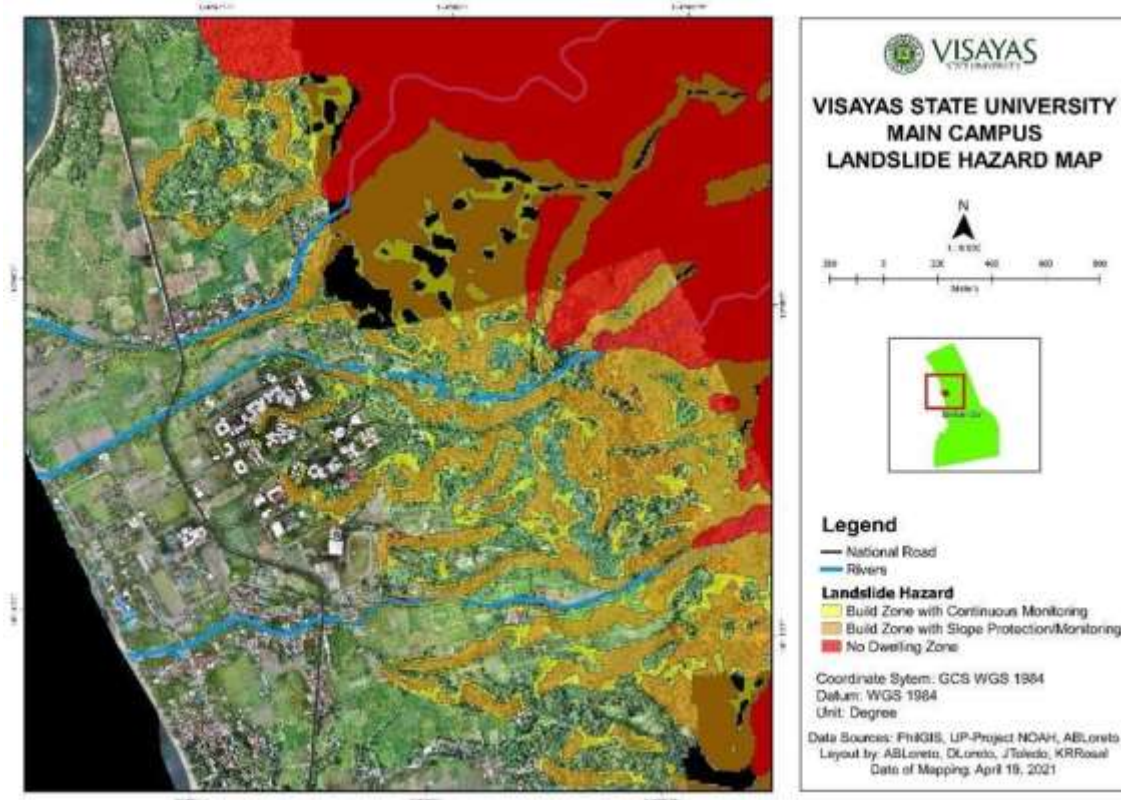 VISAYAS
STATE UNIVERSITY
VISAYAS STATE UNIVERSITY
MAIN CAMPUS
LANDSLIDE HAZARD MAP
N
Meters
Legend
National Road
Rivers
Landslide Hazard
Build Zone with Continuous Monitoring
Build Zone with Slope Protection/Monitoring
No Dwelling Zone
Coordinate Sytem: GCS WGS 1984
Datum: WGS 1984
Unit: Degree
Data Sources: PhilGIS, UP-Project NOAH, ABLoreto
Layout by: ABLoreto, DLoreto, JToledo, KRRosal
Date of Mapping: April 19, 2021